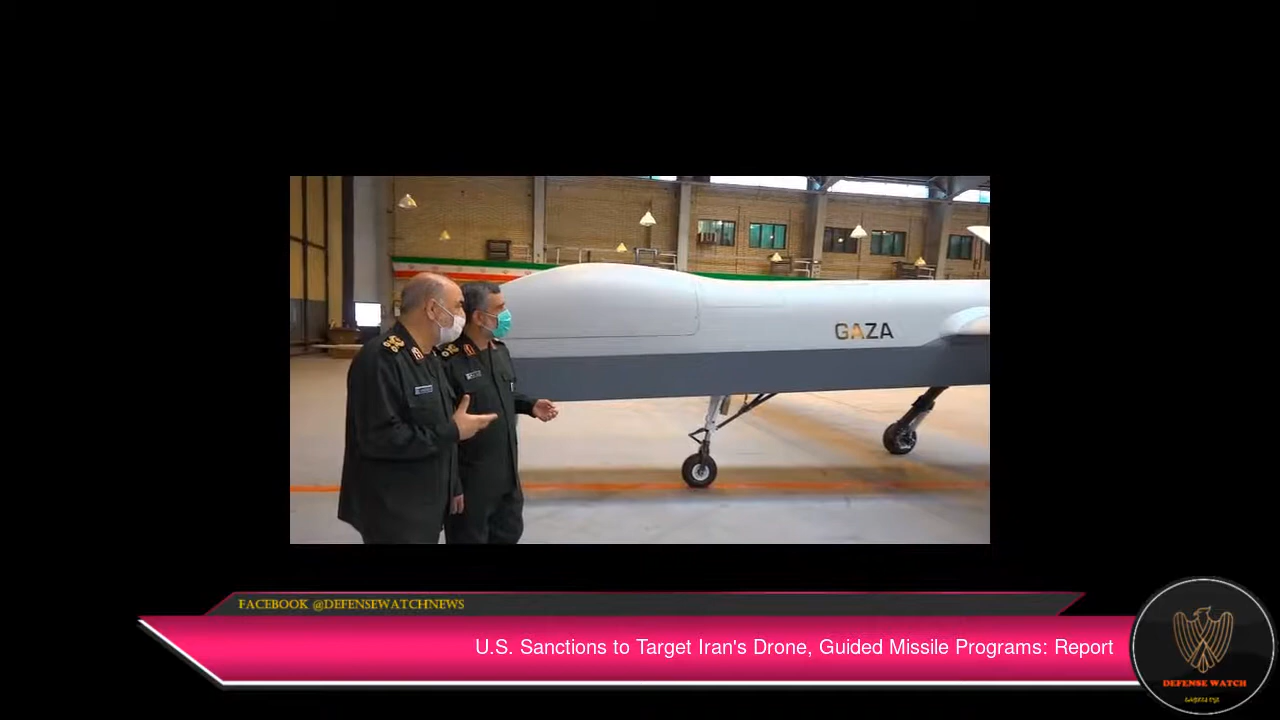 GAZA
FACEBOOK @DEFENSEWATCHNEWS
U.S. Sanctions to Target Iran's Drone, Guided Missile Programs: Report
DEFENSE WATCH